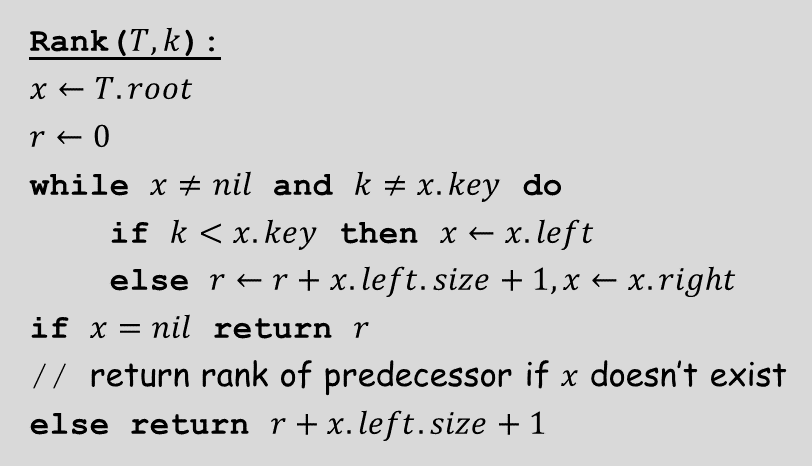 Rank(T,k):
x ← T.root
r ← 0
while x ≠ nil and k ≠ x.key do
if k < x.key then x ← x.left
else r ← r + x.left.size + 1, x ← x.right
if x = nil return r
// return rank of predecessor if x doesn't exist
else return r + x.left.size + 1